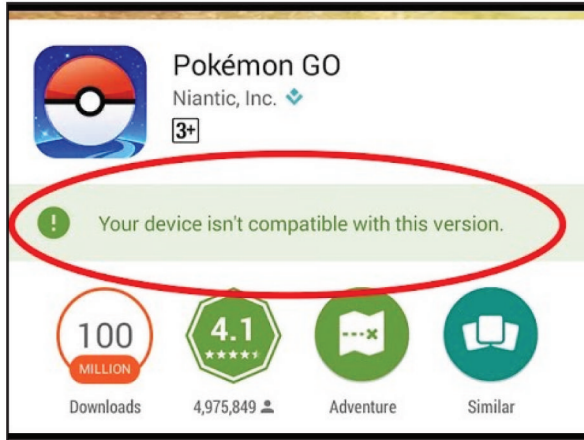 Pokémon GO
Niantic, Inc.
3+
! Your device isn't compatible with this version.
100
MILLION
Downloads
4.1
4,975,849
Adventure
Similar